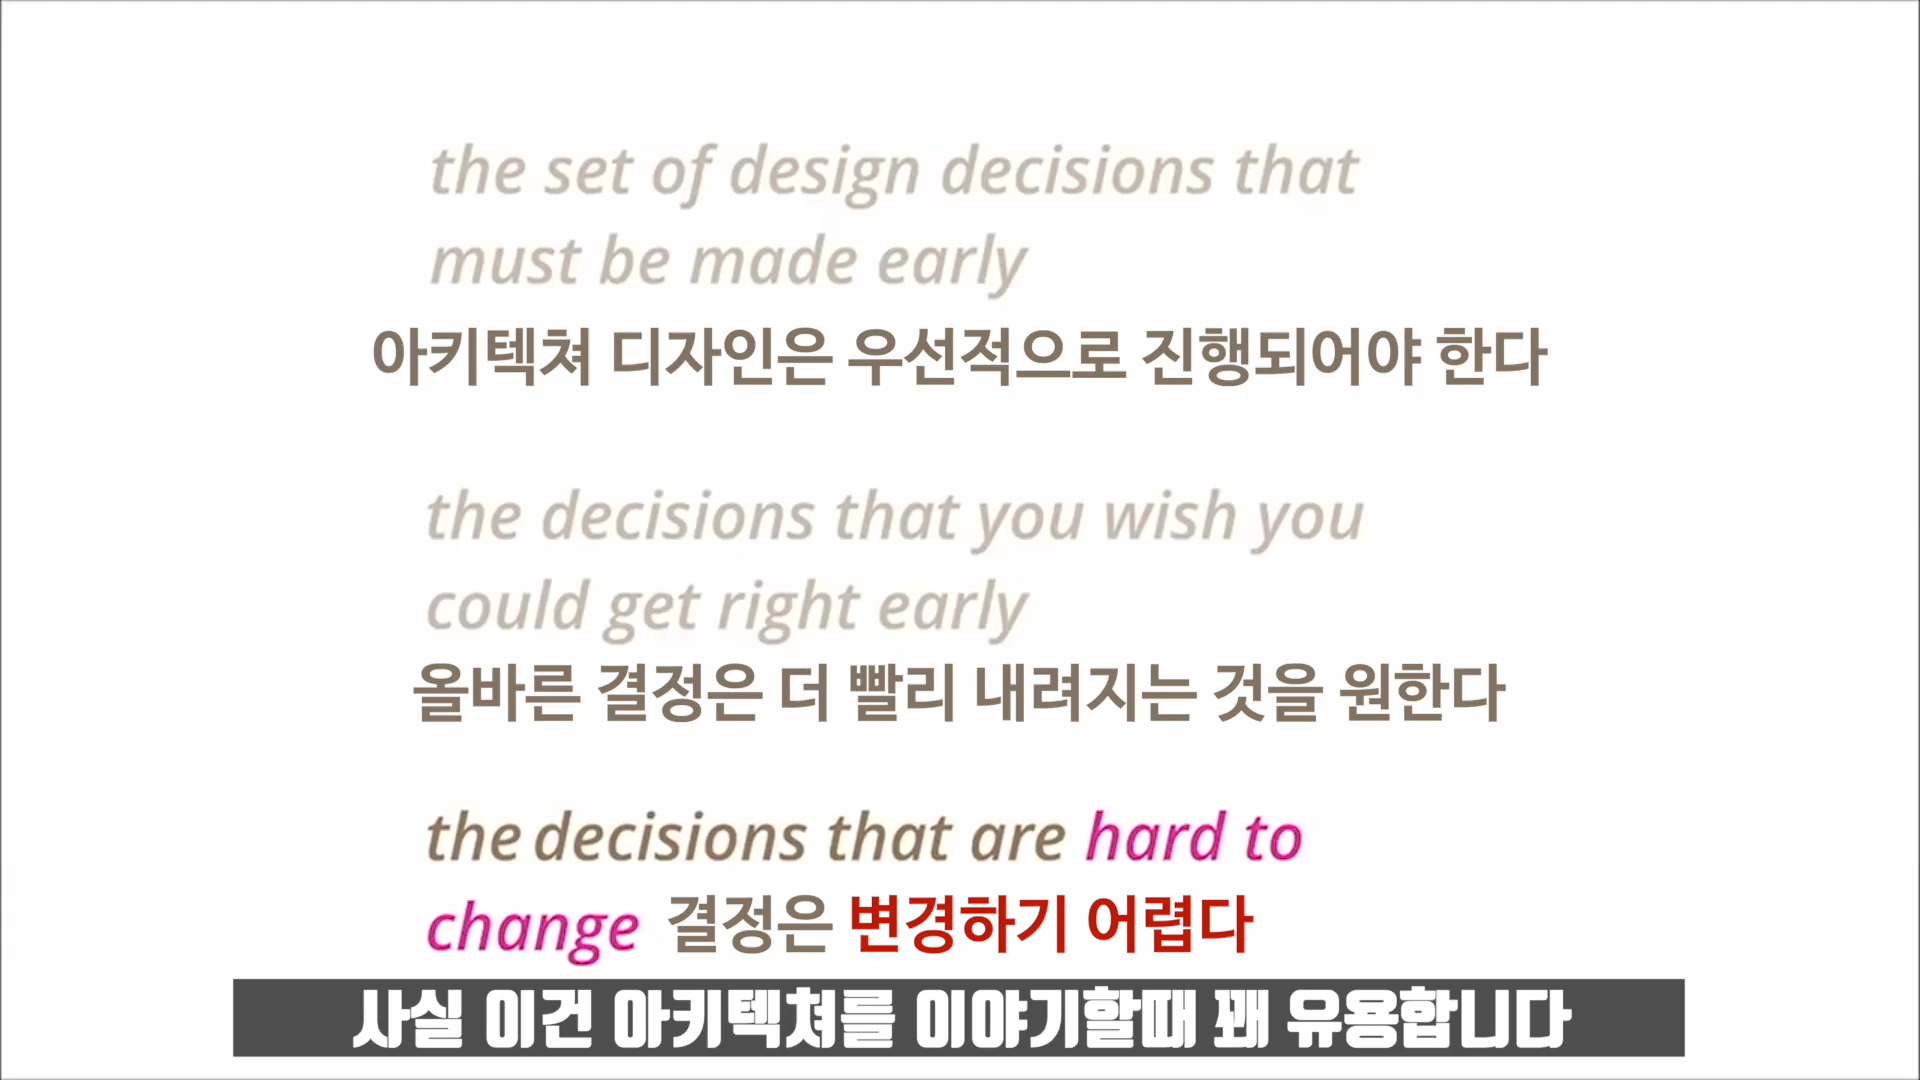 the set of design decisions that
must be made early
아키텍쳐 디자인은 우선적으로 진행되어야 한다
the decisions that you wish you
could get right early
올바른 결정은 더 빨리 내려지는 것을 원한다
the decisions that are hard to
change 결정은 변경하기 어렵다
사실 이건 아키텍쳐를 이야기할때 꽤 유용합니다